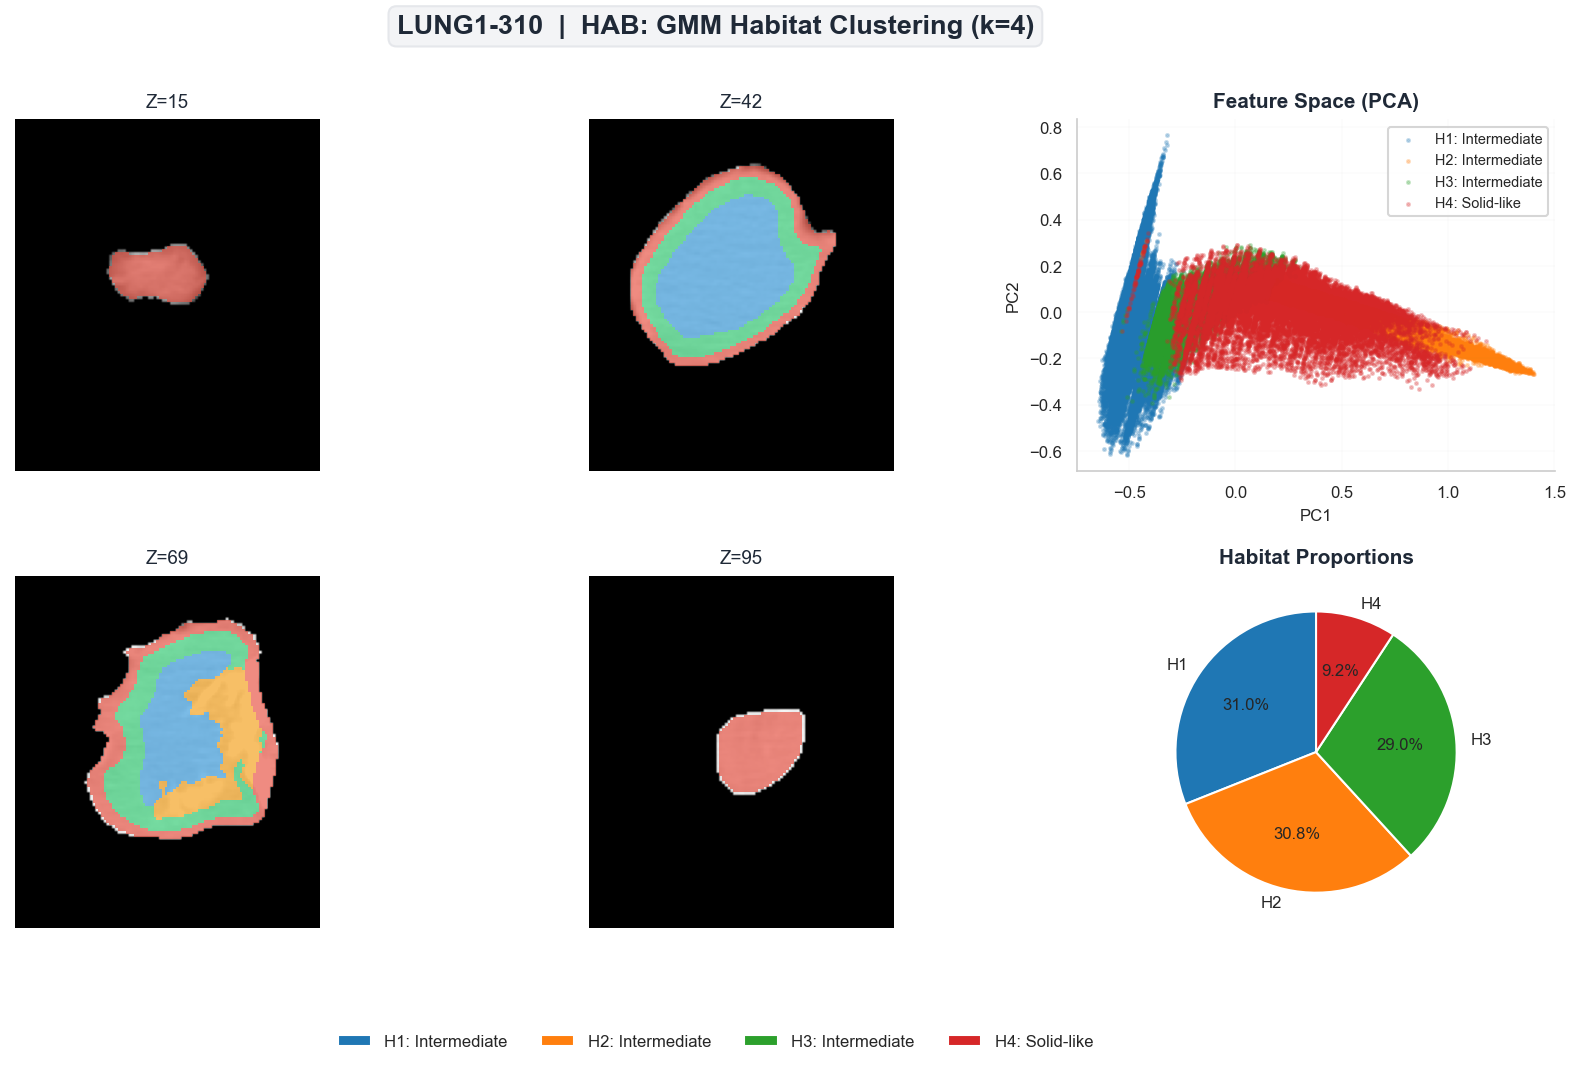 LUNG1-310 | HAB: GMM Habitat Clustering (k=4)
Z=15
Z=42
Feature Space (PCA)
0.8
0.6
0.4
0.2
0.0
−0.2
−0.4
−0.6
PC2
H1: Intermediate
H2: Intermediate
H3: Intermediate
H4: Solid-like
−0.5
0.0
0.5
1.0
1.5
PC1
Z=69
Z=95
Habitat Proportions
H4
H1
9.2%
31.0%
H3
29.0%
30.8%
H2
H1: Intermediate
H2: Intermediate
H3: Intermediate
H4: Solid-like